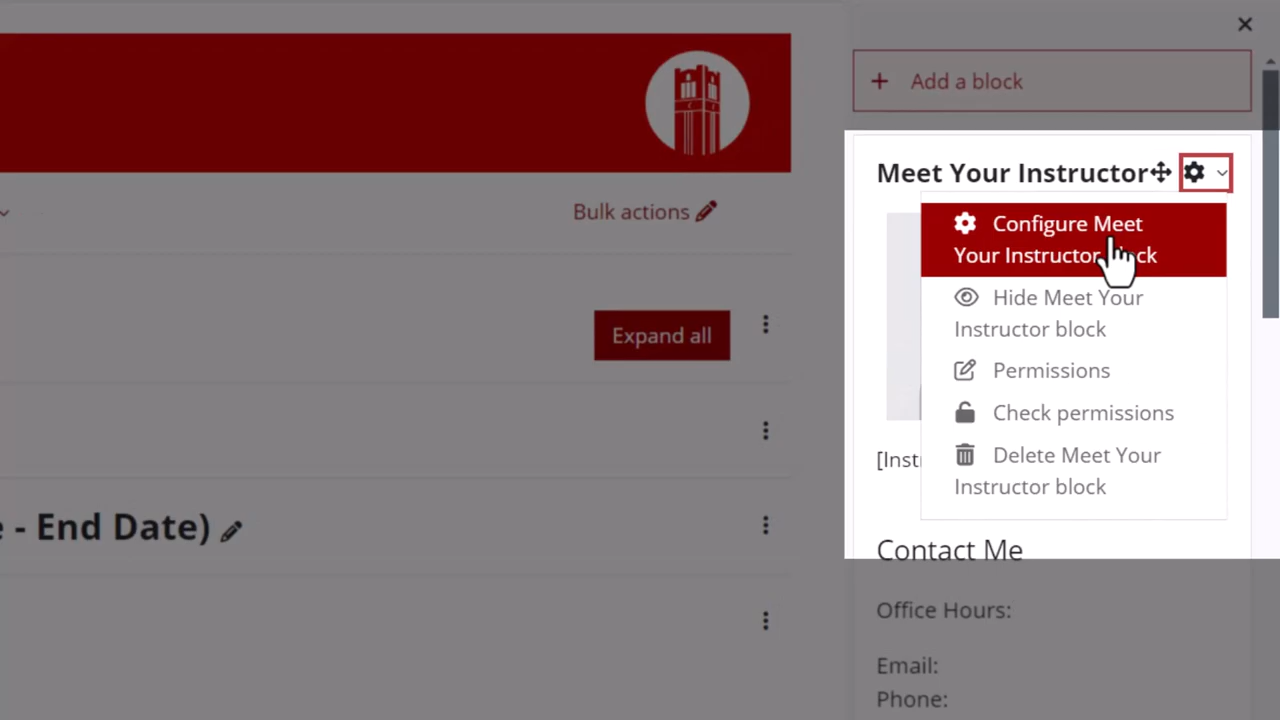 Add a block
Meet Your Instructor
Bulk actions
Configure Meet
Your Instructor block
Hide Meet Your
Instructor block
Expand all
Permissions
Check permissions
Delete Meet Your
Instructor block
- End Date)
Contact Me
Office Hours:
Email:
Phone: